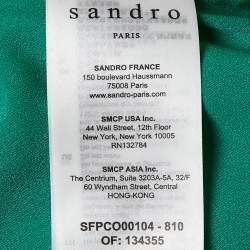 sandro
PARIS
SANDRO FRANCE
150 boulevard Haussmann
75008 Paris
www.sandro-paris.com
SMCP USA Inc.
44 Wall Street, 12th Floor
New York, New York 10005
RN132784
SMCP ASIA Inc.
The Centrium, Suite 3203A-5A, 32/F
60 Wyndham Street, Central
HONG-KONG
SFPCO00104 - 810
OF: 134355